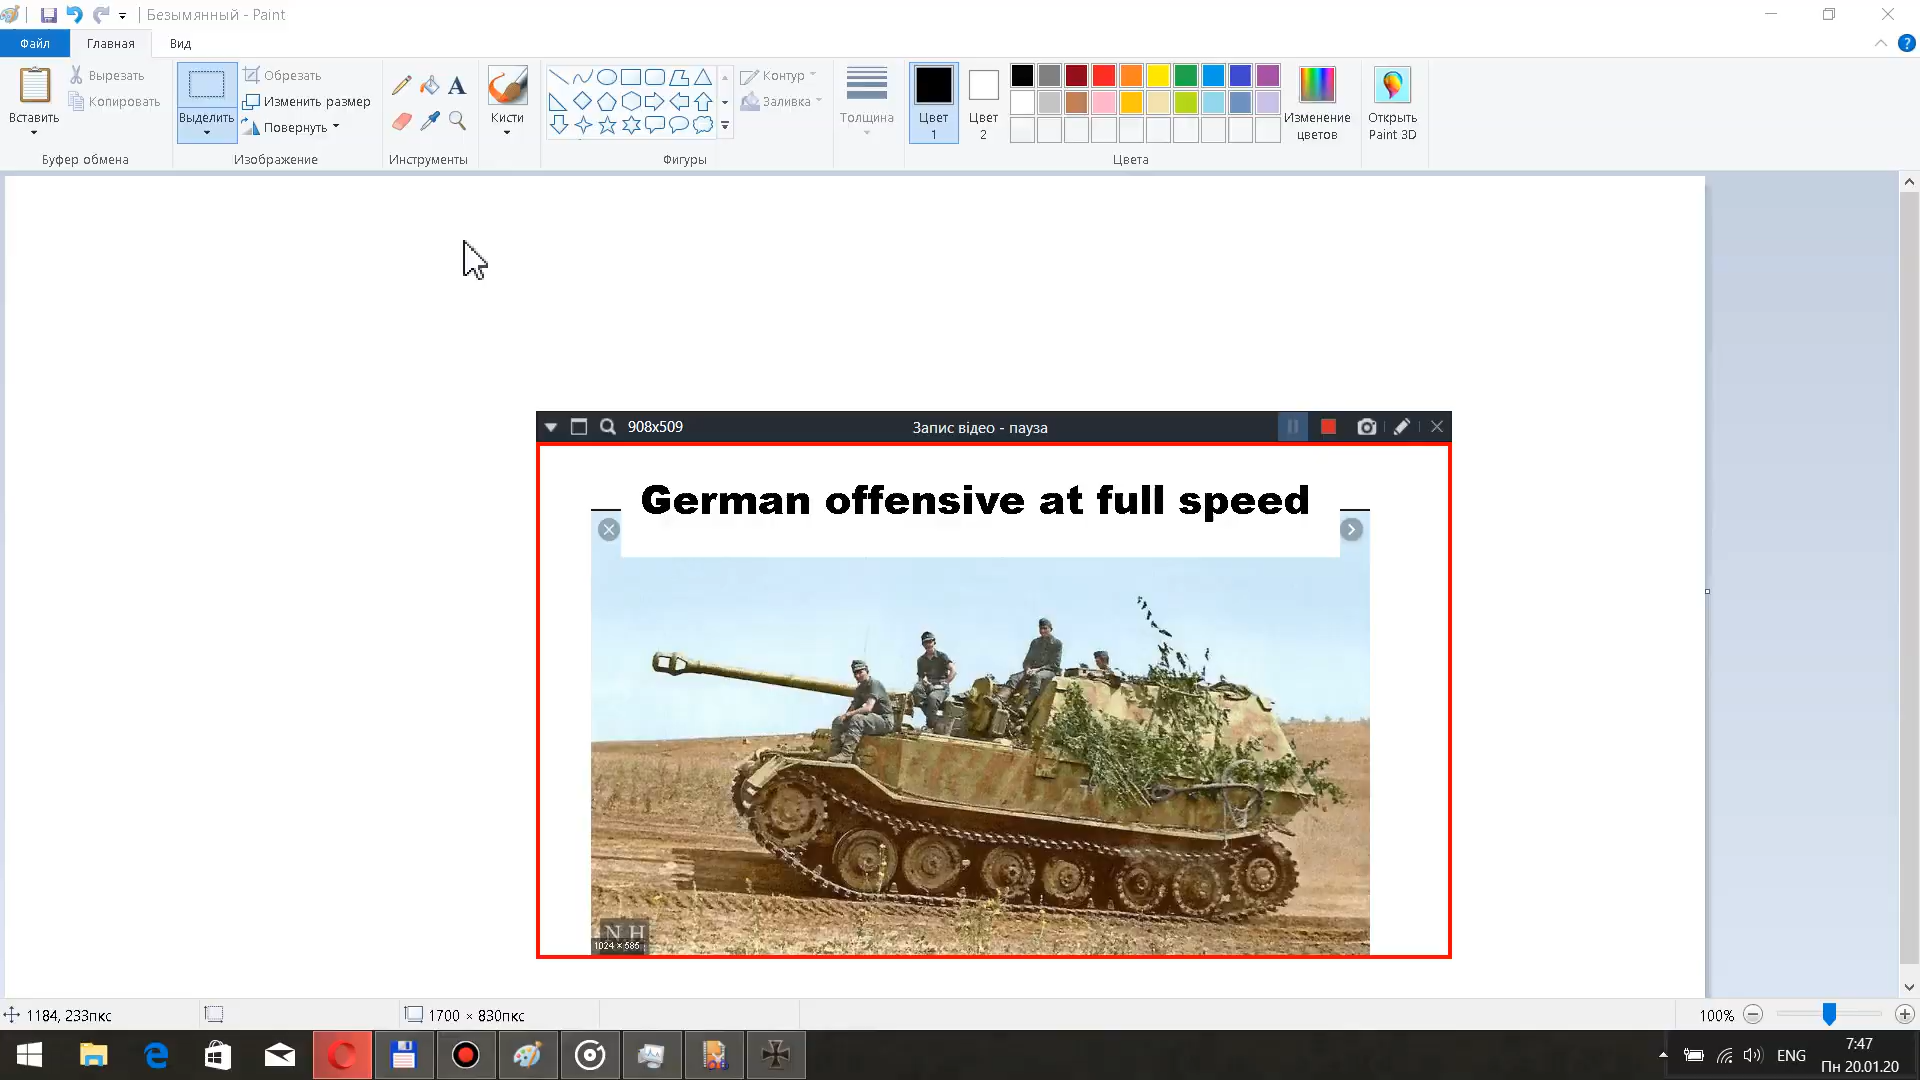 Безымянный - Paint
Файл
Главная
Вид
Вставить
Вырезать
Копировать
Буфер обмена
Выделить
Обрезать
Изменить размер
Повернуть
Изображение
Инструменты
Кисти
Фигуры
Контур
Заливка
Толщина
Цвет 1
Цвет 2
Цвета
Изменение цветов
Открыть Paint 3D
908x509
Запис відео - пауза
German offensive at full speed
N H
1024 × 585
1184, 233пкс
1700 × 830пкс
100%
ENG
7:47
Пн 20.01.20